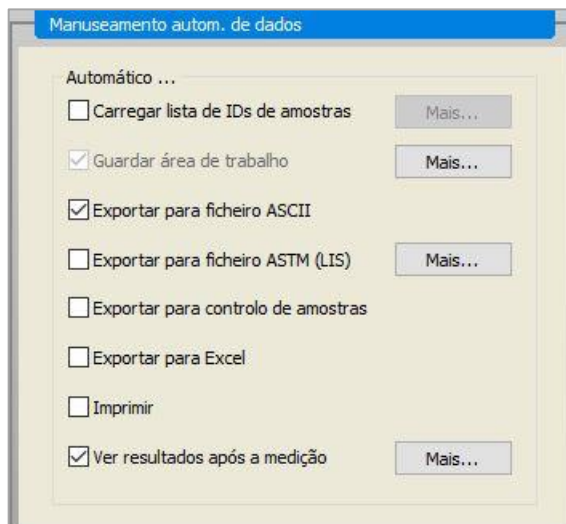 Manuseamento autom. de dados
Automático ...
Carregar lista de IDs de amostras Mais...
Guardar área de trabalho Mais...
Exportar para ficheiro ASCII
Exportar para ficheiro ASTM (LIS) Mais...
Exportar para controlo de amostras
Exportar para Excel
Imprimir
Ver resultados após a medição Mais...